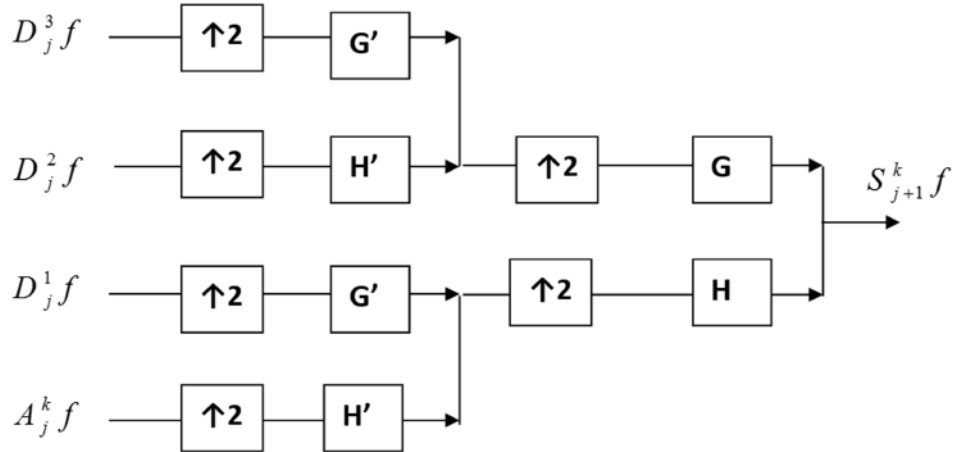 D_j^3 f ↑2 G’
D_j^2 f ↑2 H’ ↑2 G
S_{j+1}^k f
D_j^1 f ↑2 G’ ↑2 H
A_j^k f ↑2 H’